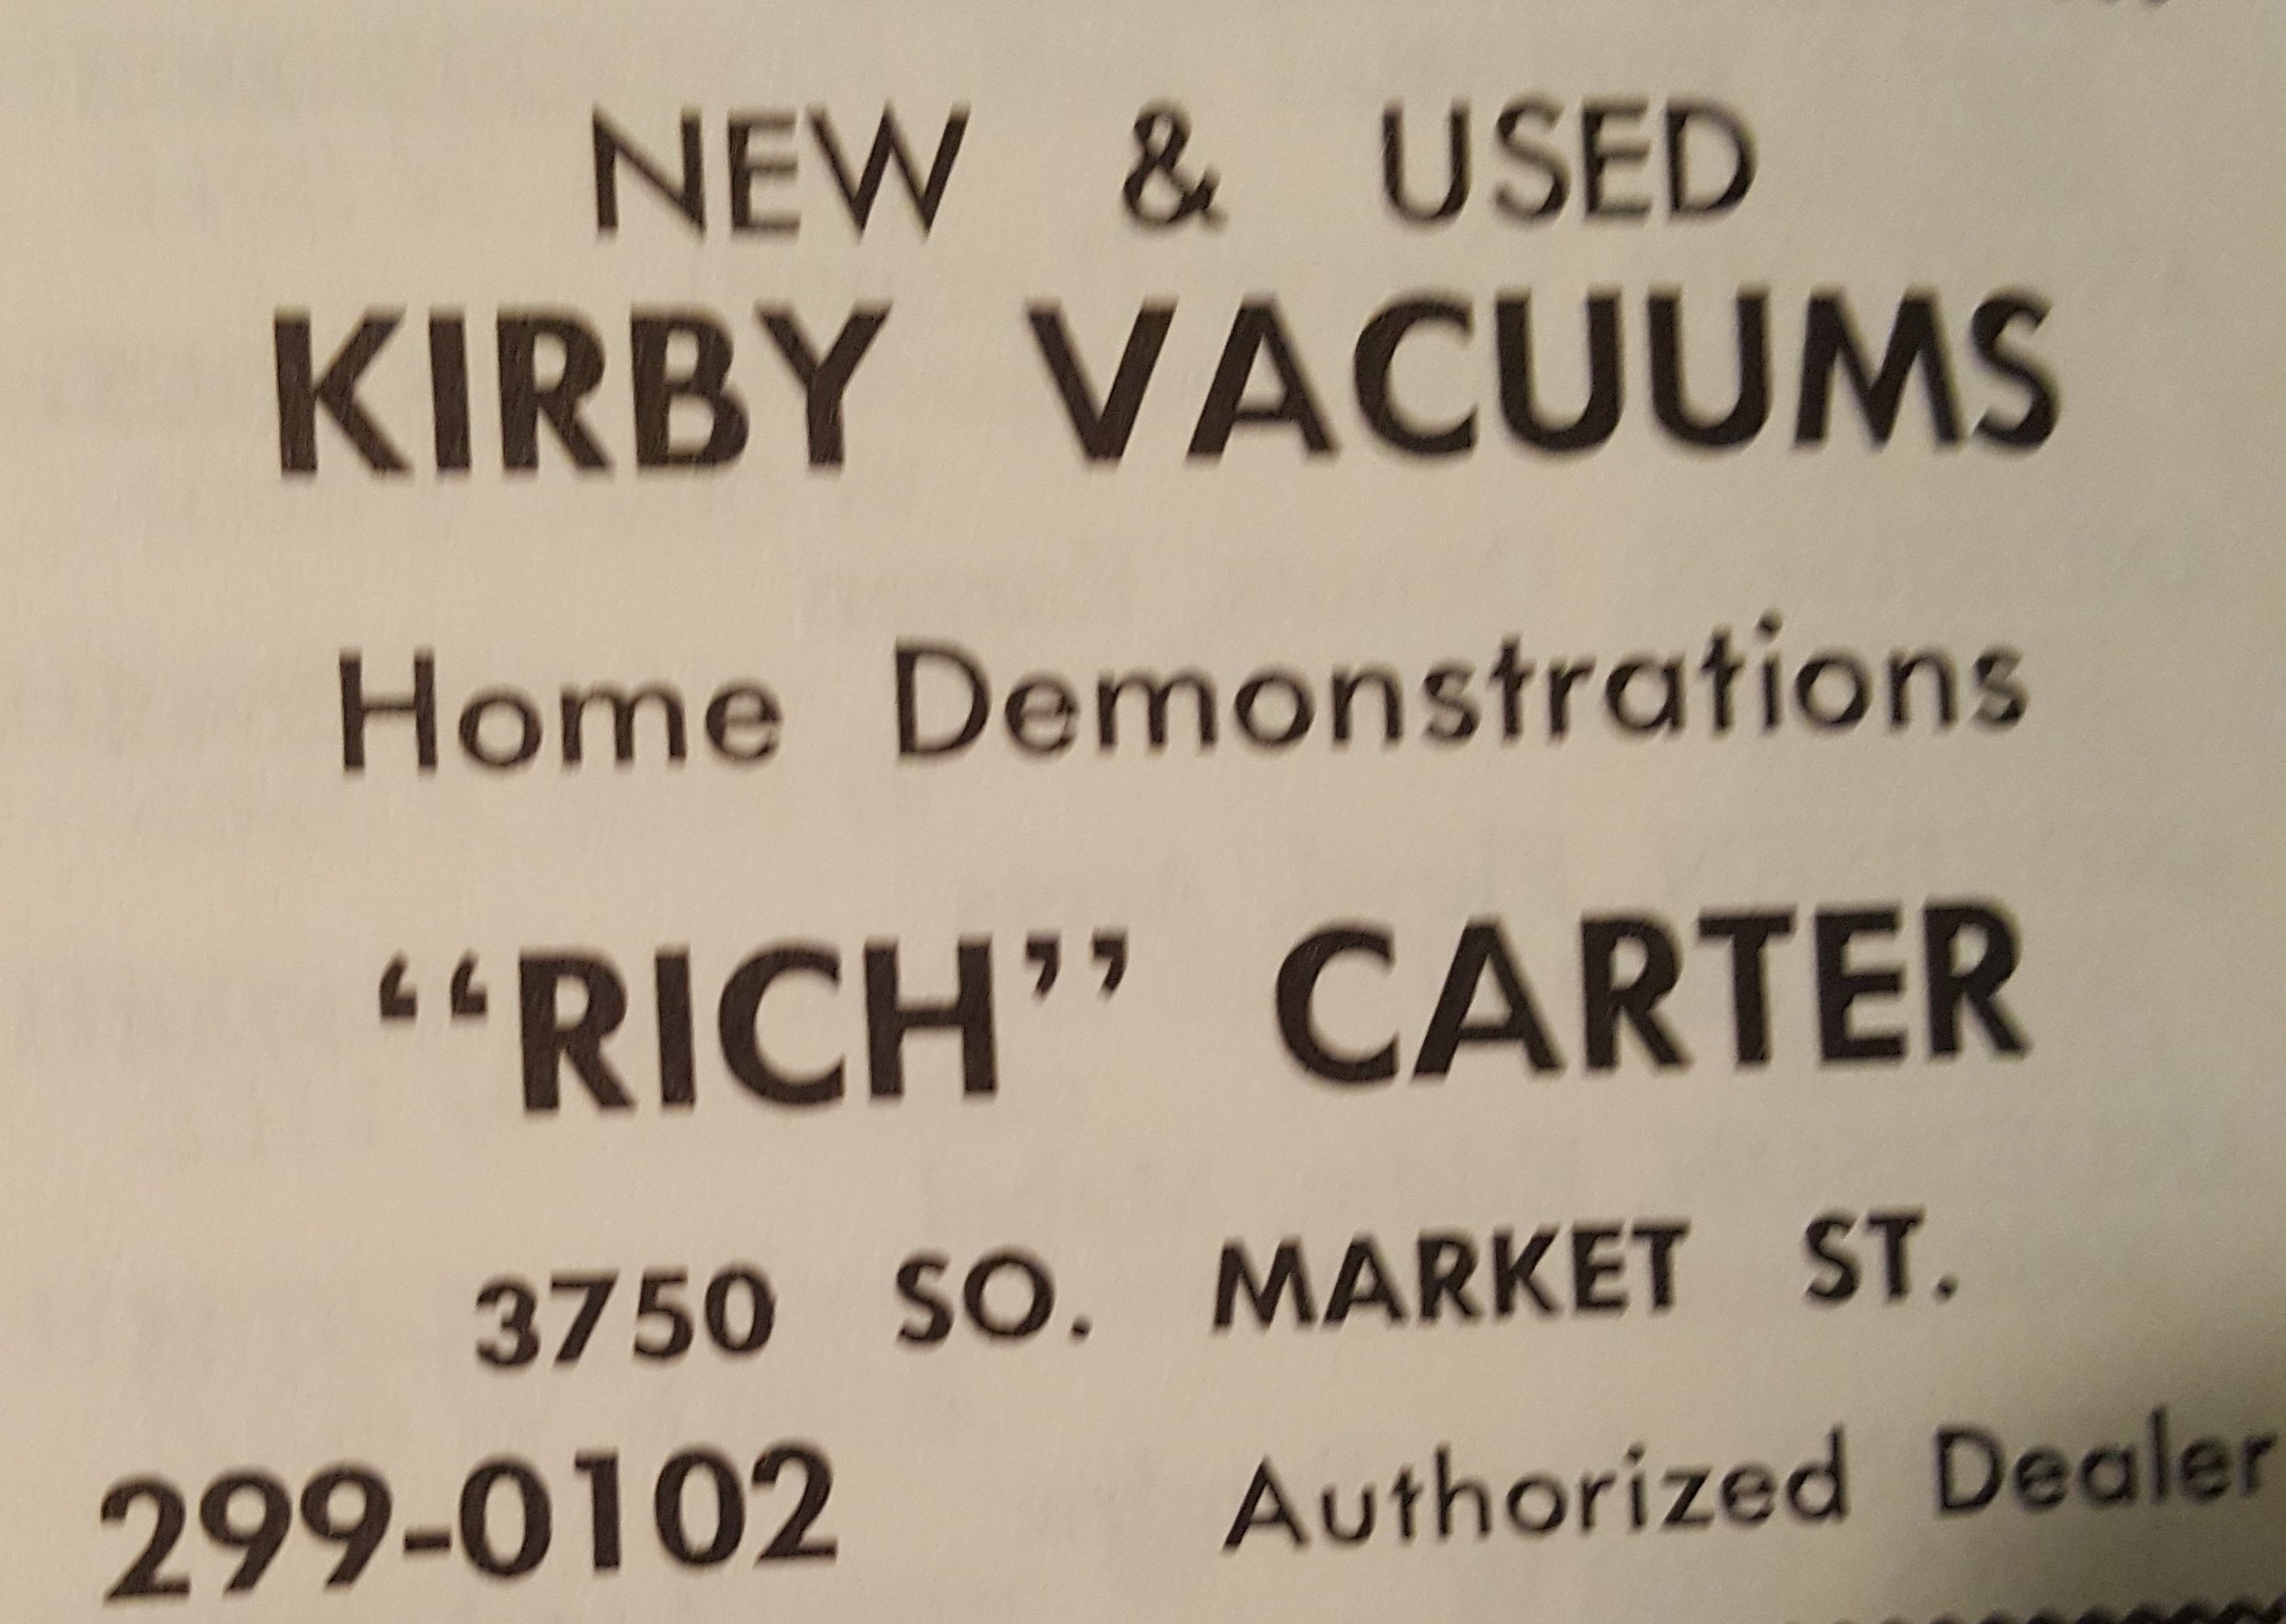 NEW & USED
KIRBY VACUUMS
Home Demonstrations
“RICH” CARTER
3750 SO. MARKET ST.
299-0102 Authorized Dealer